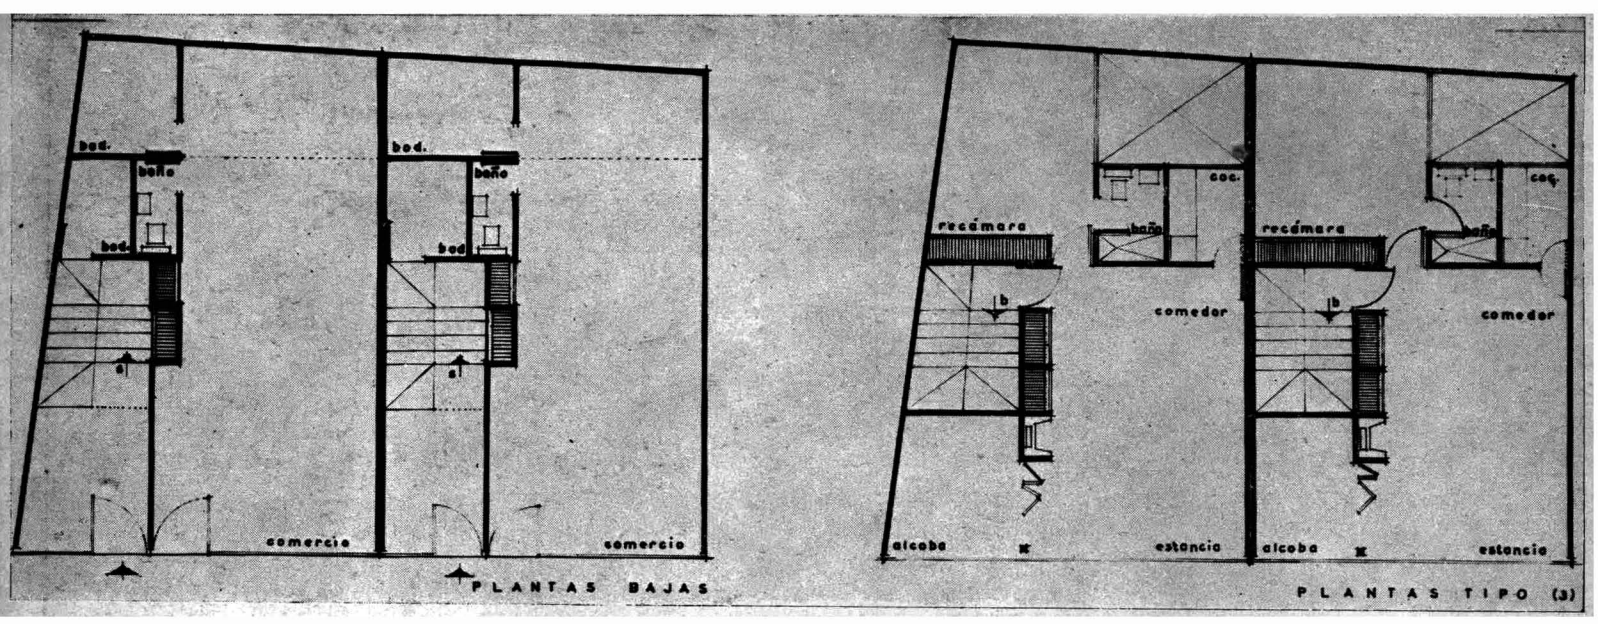 bod.
baño
bod.
s
comercio
bod.
baño
bod
s
comercio
PLANTAS BAJAS
recámara
baño
coc.
b
comedor
alcoba
estancia
recámara
baño
coc.
b
comedor
alcoba
estancia
PLANTAS TIPO (3)